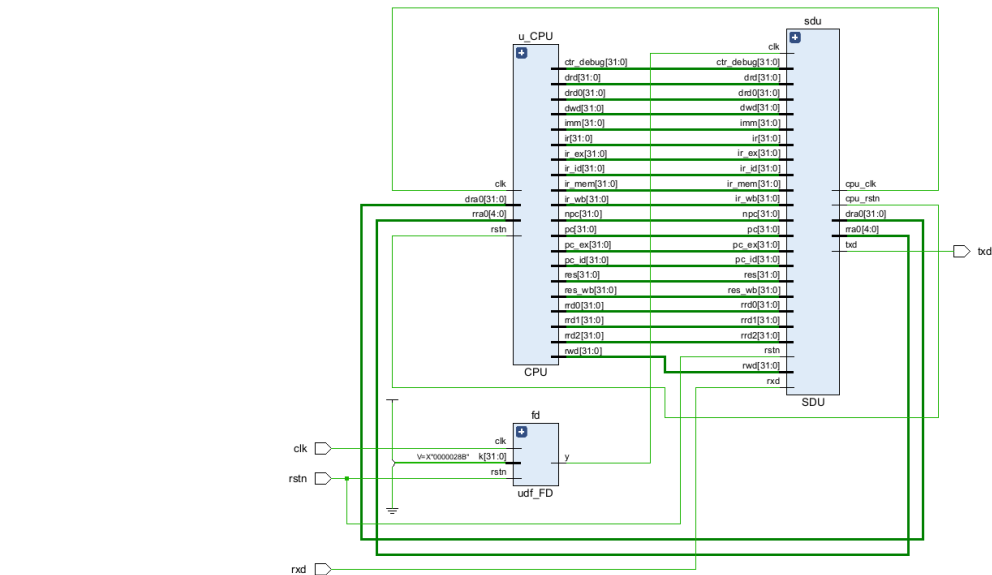 sdu
u_CPU
clk
ctr_debug[31:0] ctr_debug[31:0]
drd[31:0] drd[31:0]
drd0[31:0] drd0[31:0]
dwd[31:0] dwd[31:0]
imm[31:0] imm[31:0]
ir[31:0] ir[31:0]
ir_ex[31:0] ir_ex[31:0]
ir_id[31:0] ir_id[31:0]
clk ir_mem[31:0] ir_mem[31:0] cpu_clk
dra0[31:0] ir_wb[31:0] ir_wb[31:0] cpu_rstn
rra0[4:0] npc[31:0] npc[31:0] dra0[31:0]
rstn pc[31:0] pc[31:0] rra0[4:0]
pc_ex[31:0] pc_ex[31:0] txd
txd
pc_id[31:0] pc_id[31:0]
res[31:0] res[31:0]
res_wb[31:0] res_wb[31:0]
rrd0[31:0] rrd0[31:0]
rrd1[31:0] rrd1[31:0]
rrd2[31:0] rrd2[31:0]
rwd[31:0] rstn
rwd[31:0]
CPU rxd
SDU
fd
clk clk
V=X"0000028B" k[31:0] y
rstn rstn
udf_FD
rxd